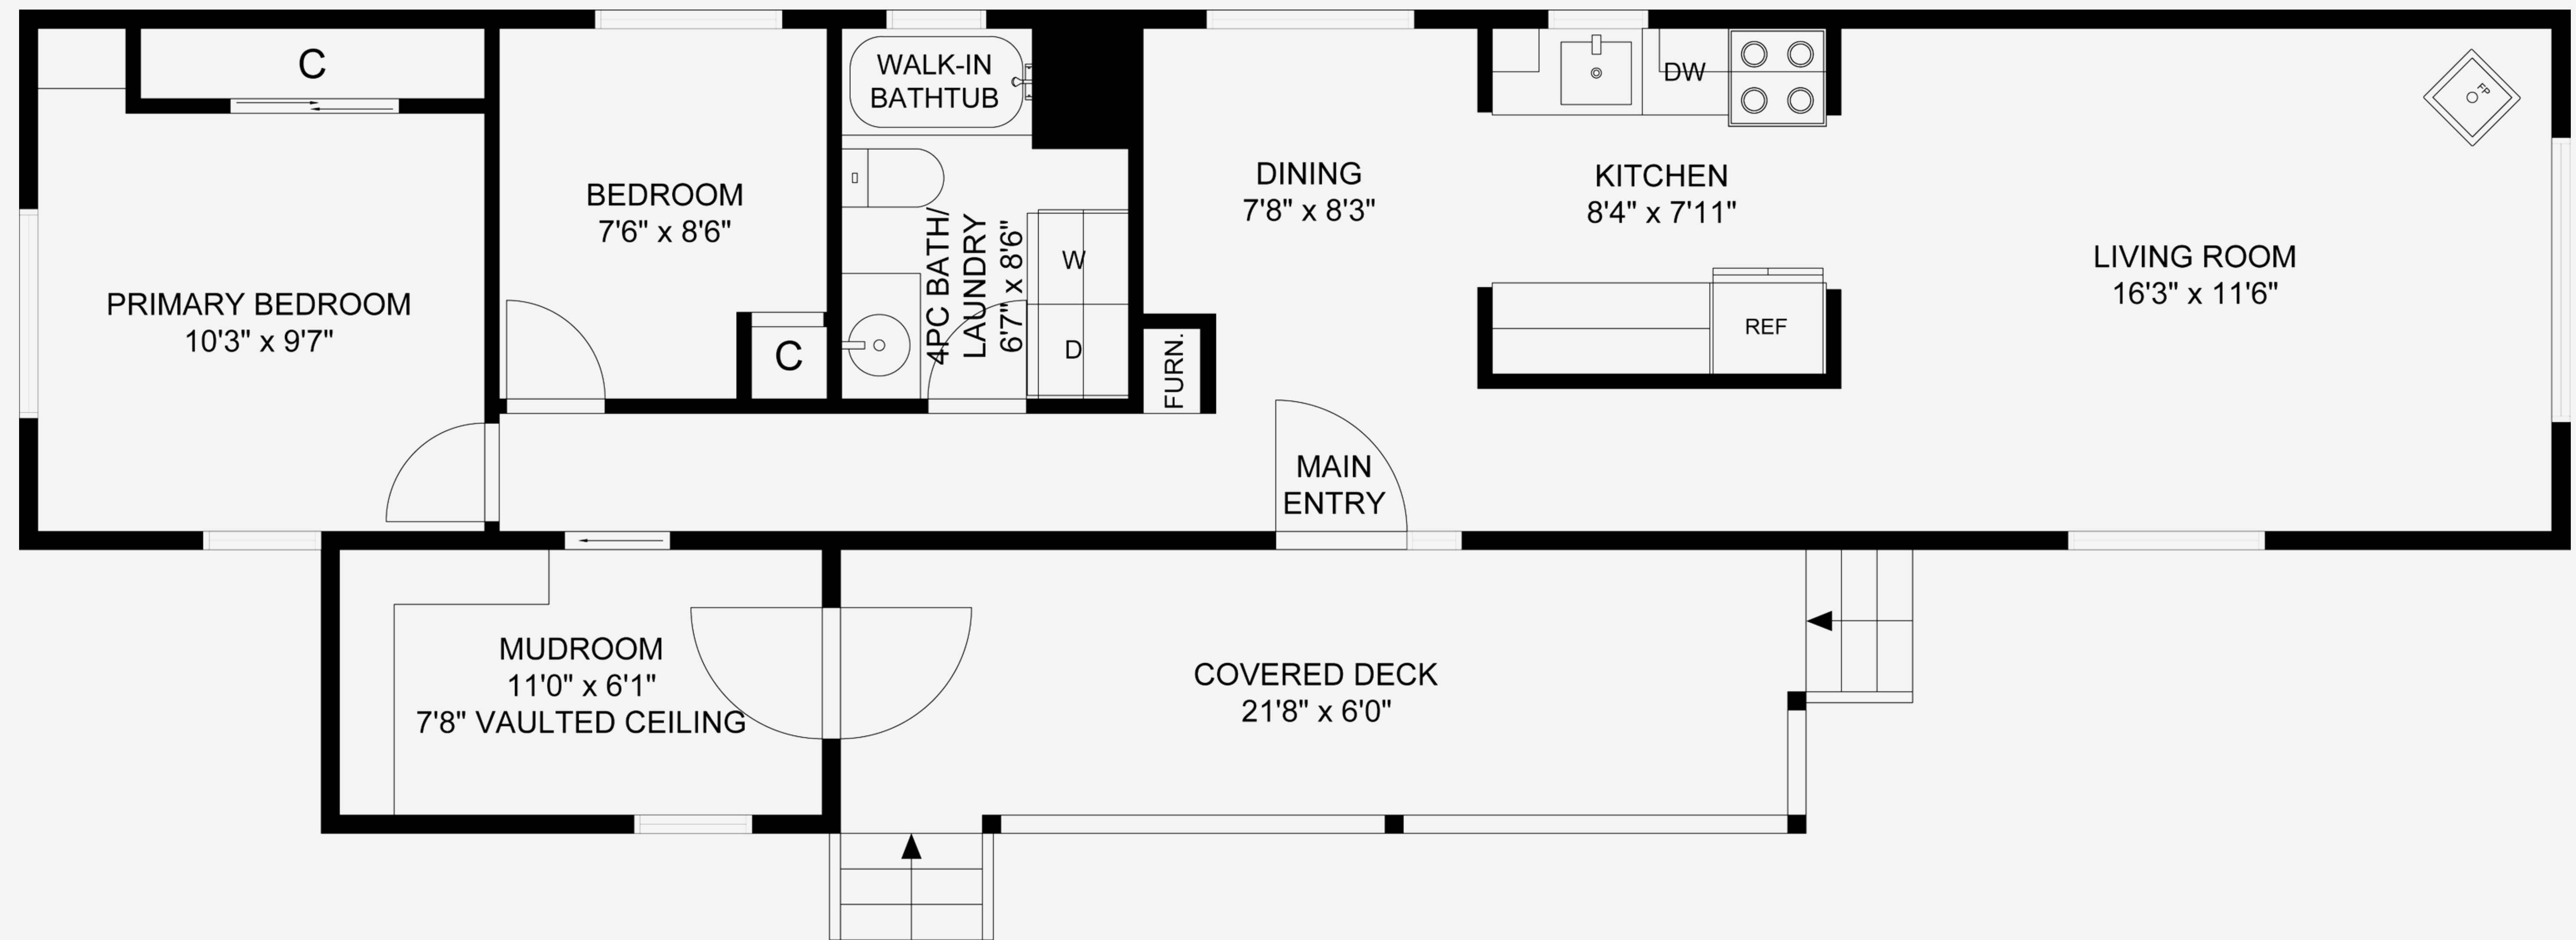 C
WALK-IN
BATHTUB
DW
FP
BEDROOM
7'6" x 8'6"
DINING
7'8" x 8'3"
KITCHEN
8'4" x 7'11"
4PC BATH/
LAUNDRY
6'7" x 8'6"
W
D
LIVING ROOM
16'3" x 11'6"
PRIMARY BEDROOM
10'3" x 9'7"
C
FURN.
REF
MAIN
ENTRY
MUDROOM
11'0" x 6'1"
7'8" VAULTED CEILING
COVERED DECK
21'8" x 6'0"